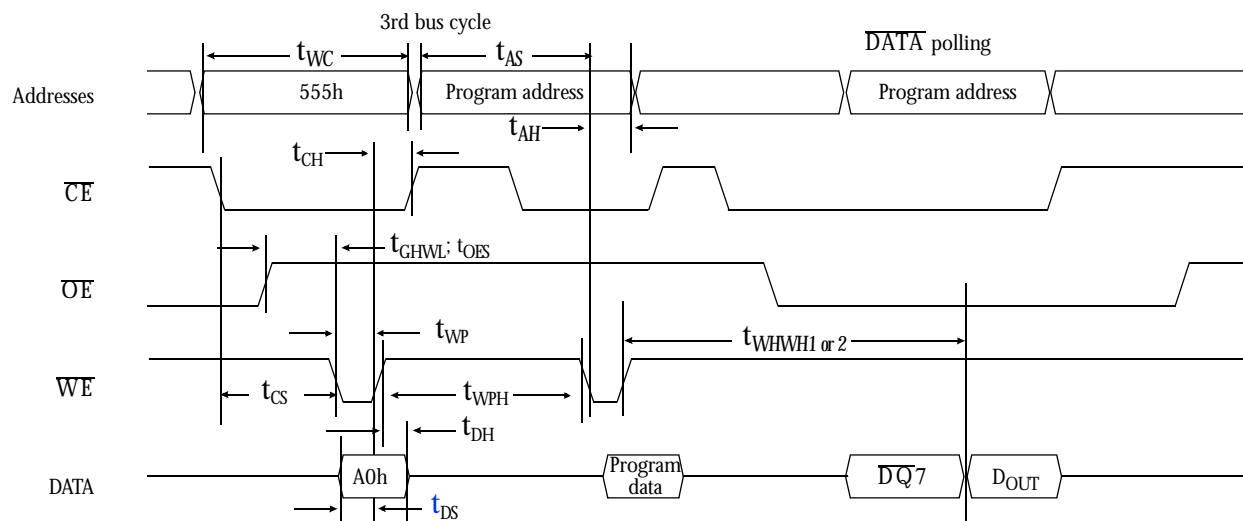 3rd bus cycle
tWC
tAS
DATA polling
Addresses
555h
Program address
Program address
tAH
tCH
CE
tGHWL; tOES
OE
tWP
tWHWH1 or 2
WE
tCS
tWPH
tDH
DATA
A0h
Program
data
DQ7
DOUT
tDS